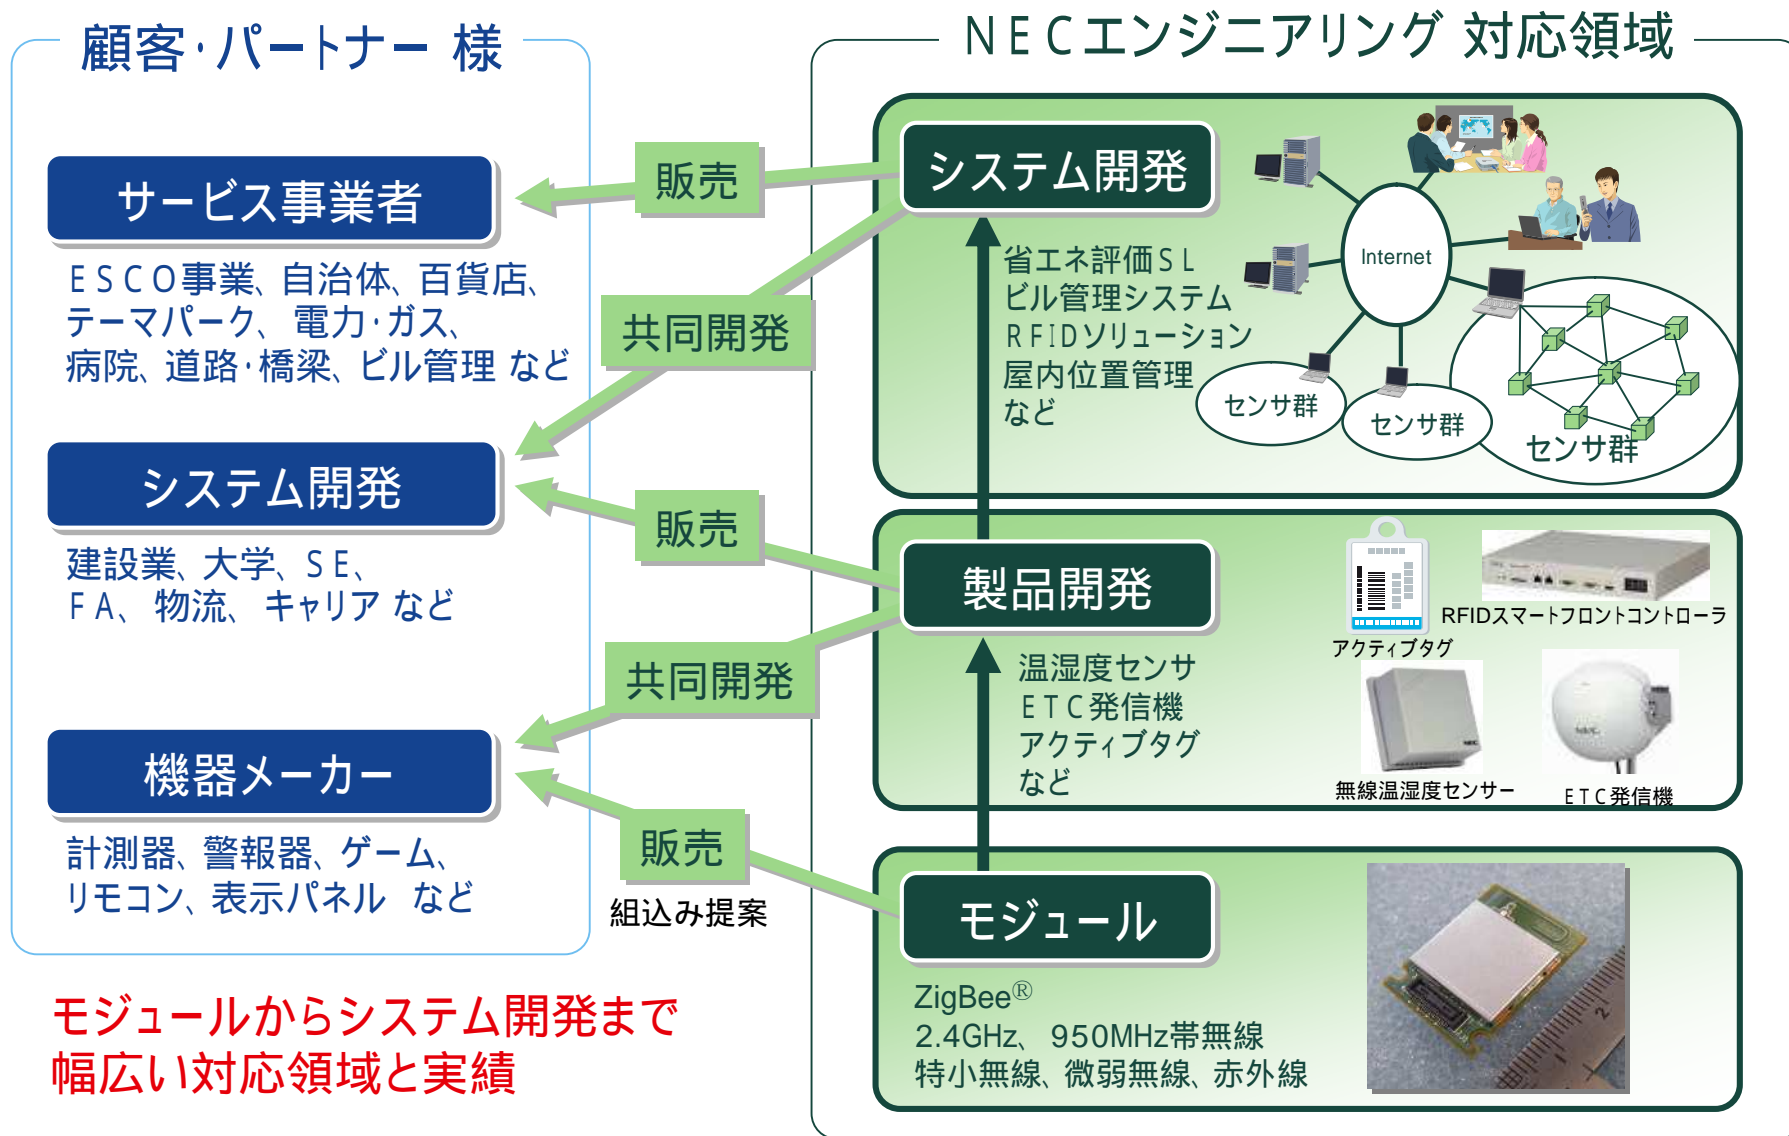 顧客・パートナー 様
サービス事業者
ESCO事業、自治体、百貨店、
テーマパーク、電力・ガス、
病院、道路・橋梁、ビル管理 など
システム開発
建設業、大学、SE、
FA、物流、キャリア など
機器メーカー
計測器、警報器、ゲーム、
リモコン、表示パネル など
モジュールからシステム開発まで
幅広い対応領域と実績
販売
共同開発
販売
共同開発
販売
組込み提案
NECエンジニアリング 対応領域
システム開発
省エネ評価SL
ビル管理システム
RFIDソリューション
屋内位置管理
など
Internet
センサ群
センサ群
センサ群
製品開発
温湿度センサ
ETC発信機
アクティブタグ
など
アクティブタグ
RFIDスマートフロントコントローラ
無線温湿度センサー
ETC発信機
NEC
NEC
モジュール
ZigBee®
2.4GHz、950MHz帯無線
特小無線、微弱無線、赤外線
2